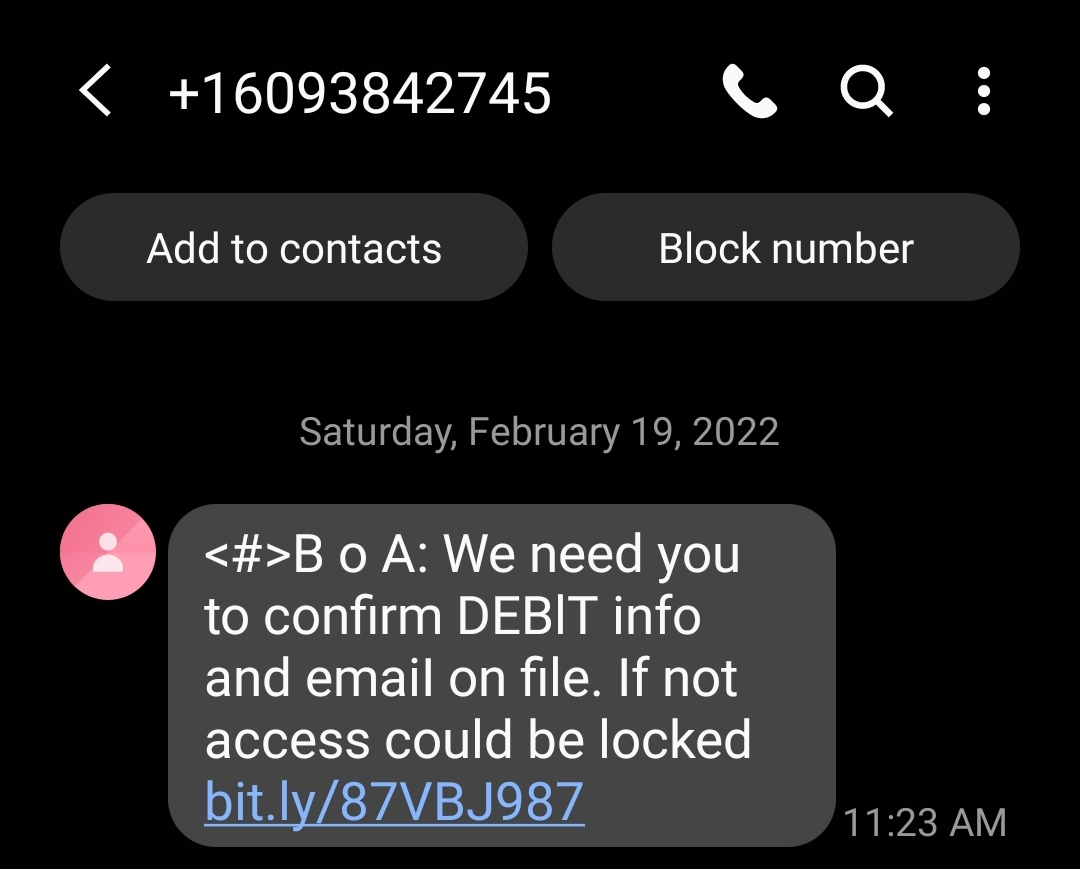 +16093842745
Add to contacts
Block number
Saturday, February 19, 2022
<#>B o A: We need you
to confirm DEBlT info
and email on file. If not
access could be locked
bit.ly/87VBJ987
11:23 AM